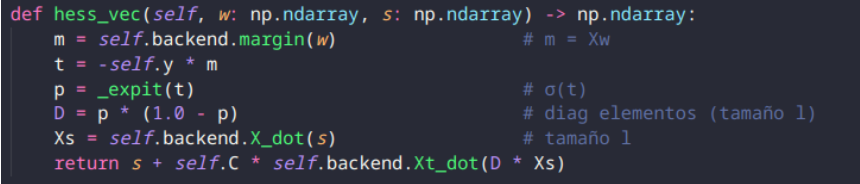 def hess_vec(self, w: np.ndarray, s: np.ndarray) -> np.ndarray:
    m = self.backend.margin(w)                  # m = Xw
    t = -self.y * m
    p = _expit(t)                               # σ(t)
    D = p * (1.0 - p)                           # diag elementos (tamaño l)
    Xs = self.backend.X_dot(s)                  # tamaño l
    return s + self.C * self.backend.Xt_dot(D * Xs)